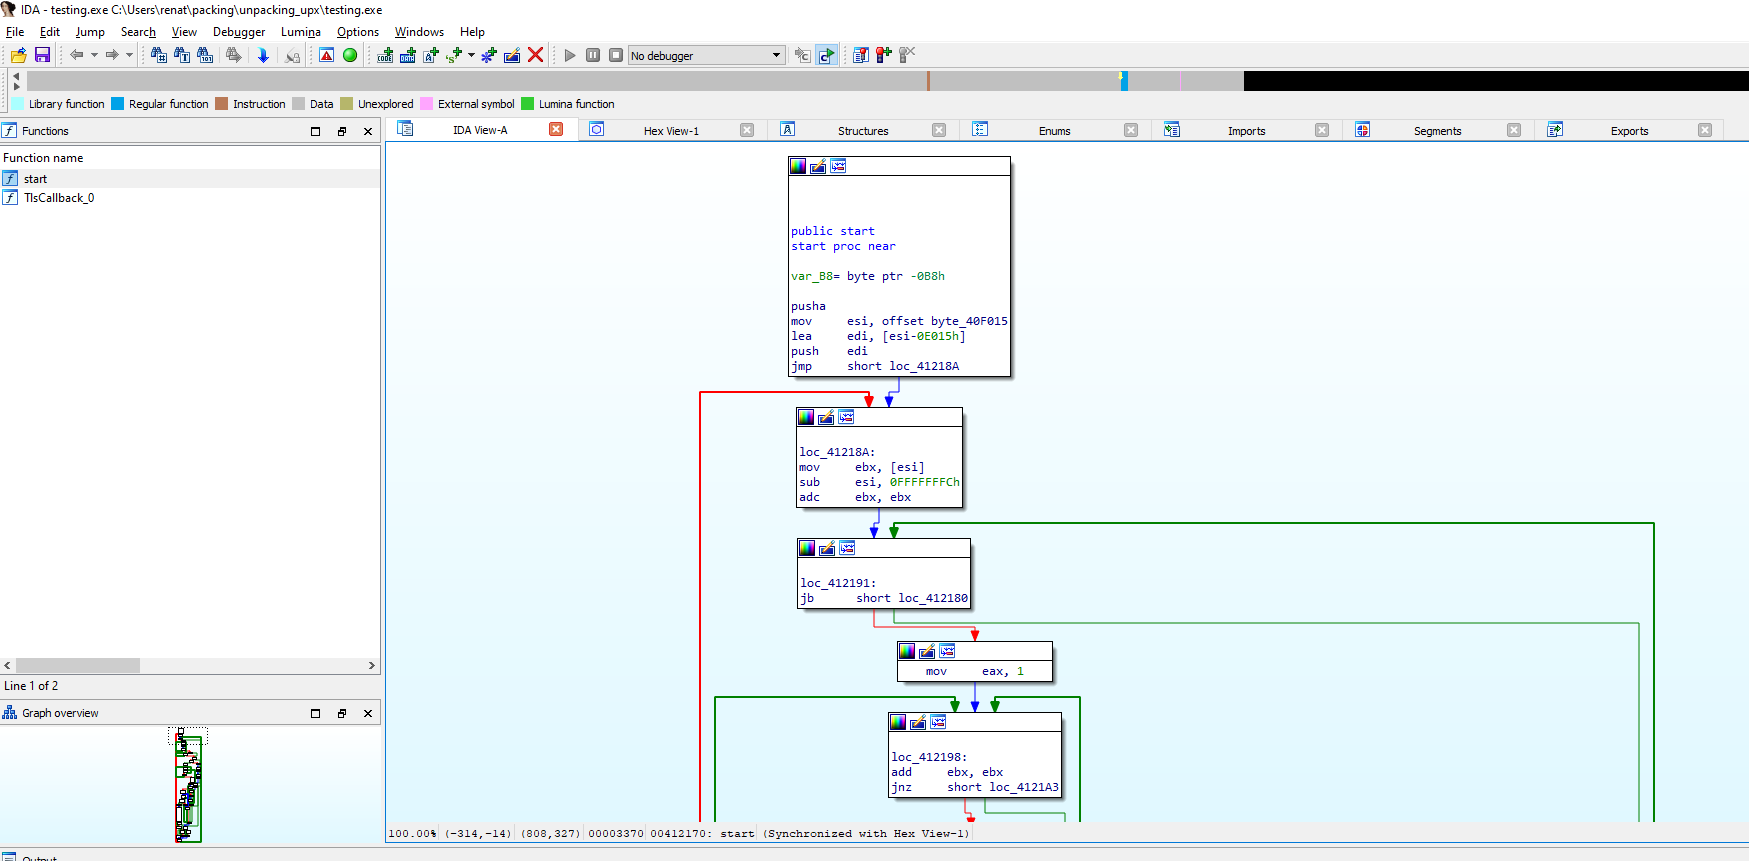 IDA - testing.exe C:\Users\renat\packing\unpacking_upx\testing.exe
File Edit Jump Search View Debugger Lumina Options Windows Help
No debugger
Library function Regular function Instruction Data Unexplored External symbol Lumina function
Functions
IDA View-A Hex View-1 Structures Enums Imports Segments Exports
Function name
start
TlsCallback_0
Line 1 of 2
Graph overview
public start
start proc near
var_B8= byte ptr -0B8h
pusha
mov esi, offset byte_40F015
lea edi, [esi-0E015h]
push edi
jmp short loc_41218A
loc_41218A:
mov ebx, [esi]
sub esi, 0FFFFFFFCh
adc ebx, ebx
loc_412191:
jb short loc_412180
mov eax, 1
loc_412198:
add ebx, ebx
jnz short loc_4121A3
100.00% (-314,-14) (808,327) 00003370 00412170: start (Synchronized with Hex View-1)
Output